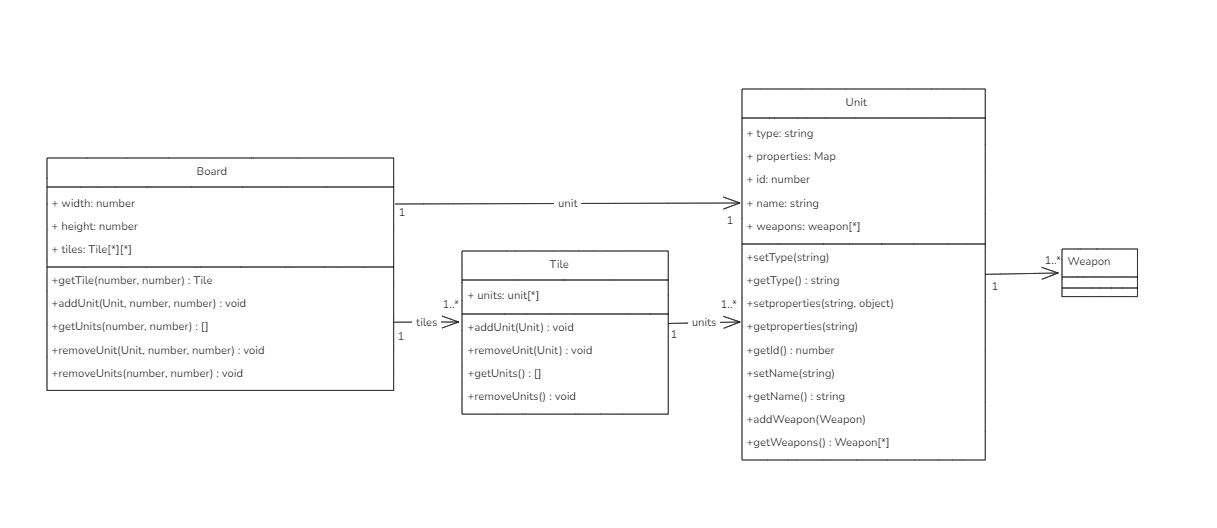 Board
+ width: number
+ height: number
+ tiles: Tile[*][*]
+getTile(number, number) : Tile
+addUnit(Unit, number, number) : void
+getUnits(number, number) : []
+removeUnit(Unit, number, number) : void
+removeUnits(number, number) : void
1
unit
1
1
tiles
1..*
Tile
+ units: unit[*]
+addUnit(Unit) : void
+removeUnit(Unit) : void
+getUnits() : []
+removeUnits() : void
1
units
1..*
Unit
+ type: string
+ properties: Map
+ id: number
+ name: string
+ weapons: weapon[*]
+setType(string)
+getType() : string
+setproperties(string, object)
+getproperties(string)
+getId() : number
+setName(string)
+getName() : string
+addWeapon(Weapon)
+getWeapons() : Weapon[*]
1
1..*
Weapon